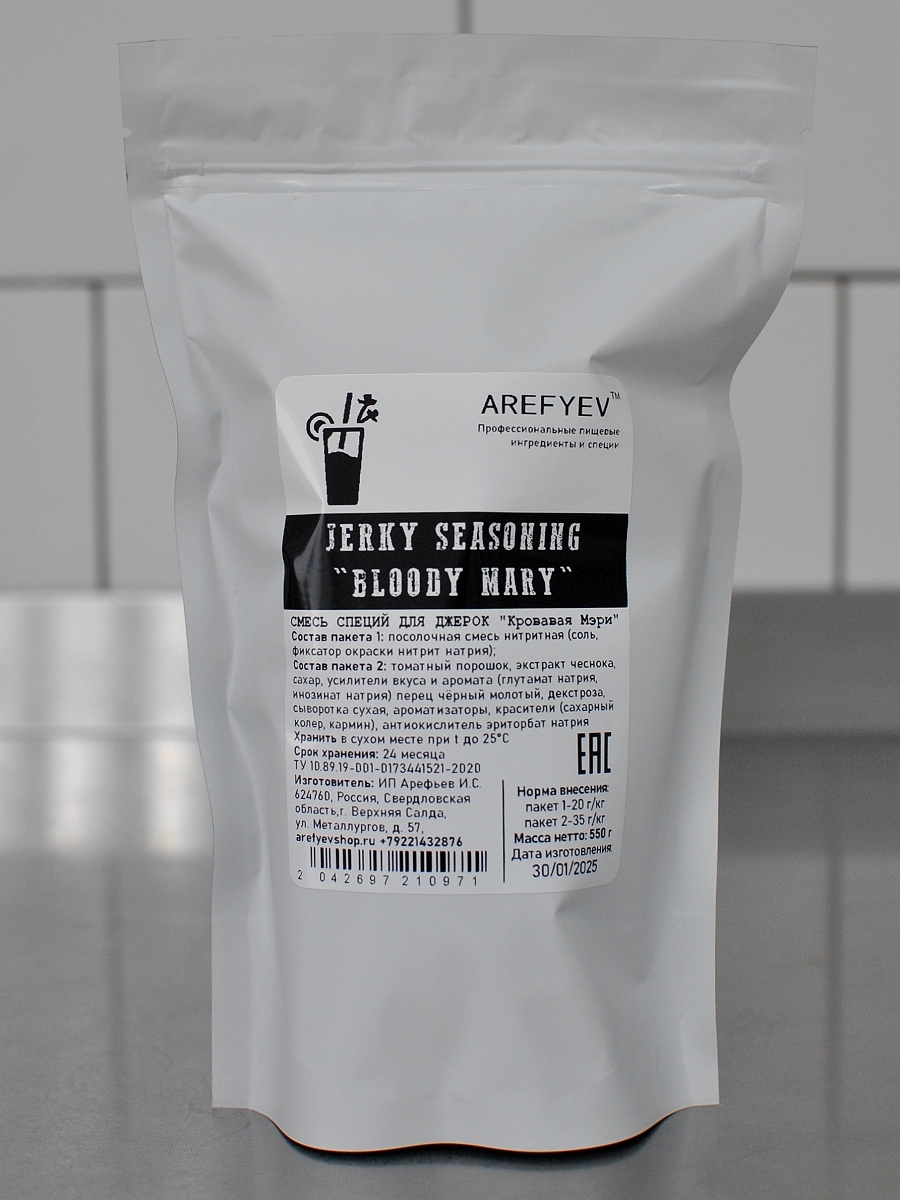 AREFYEV™
Профессиональные пищевые
ингредиенты и специи
JERKY SEASONING
"BLOODY MARY"
СМЕСЬ СПЕЦИЙ ДЛЯ ДЖЕРОК "Кровавая Мэри"
Состав пакета 1: посолочная смесь нитритная (соль,
фиксатор окраски нитрит натрия);
Состав пакета 2: томатный порошок, экстракт чеснока,
сахар, усилители вкуса и аромата (глутамат натрия,
инозинат натрия) перец чёрный молотый, декстроза,
сыворотка сухая, ароматизаторы, красители (сахарный
колер, кармин), антиокислитель эриторбат натрия
Хранить в сухом месте при t до 25°С
Срок хранения: 24 месяца
ТУ 10.89.19-001-0173441521-2020
Изготовитель: ИП Арефьев И.С.
624760, Россия, Свердловская
область,г. Верхняя Салда,
ул. Металлургов, д. 57,
arefyevshop.ru +79221432876
2 042697 210971
EAC
Норма внесения:
пакет 1-20 г/кг
пакет 2-35 г/кг
Масса нетто: 550 г
Дата изготовления:
30/01/2025